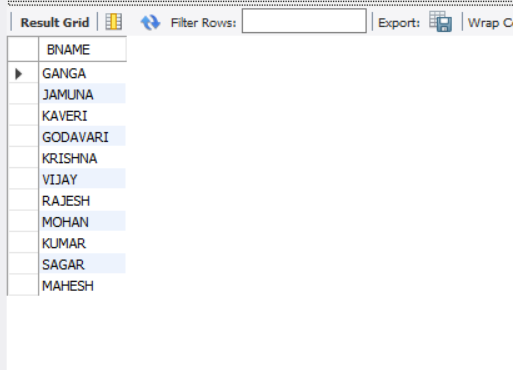 Result Grid Filter Rows: Export: Wrap C
BNAME
GANGA
JAMUNA
KAVERI
GODAVARI
KRISHNA
VIJAY
RAJESH
MOHAN
KUMAR
SAGAR
MAHESH